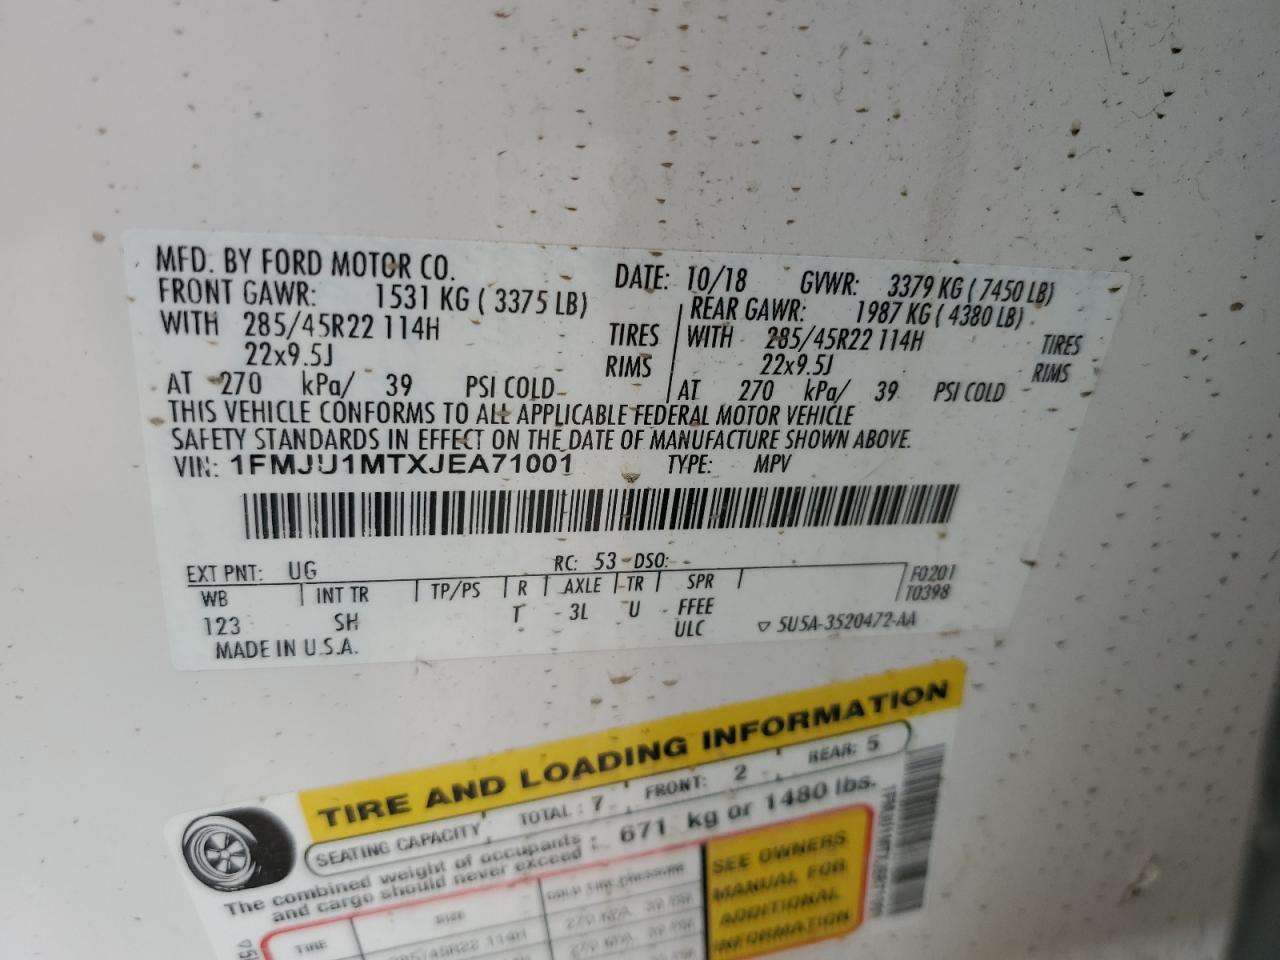 MFD. BY FORD MOTOR CO.
DATE: 10/18 GVWR: 3379 KG ( 7450 LB)
FRONT GAWR: 1531 KG ( 3375 LB)
WITH 285/45R22 114H TIRES
22x9.5J RIMS
AT 270 kPa/ 39 PSI COLD
REAR GAWR: 1987 KG ( 4380 LB)
WITH 285/45R22 114H TIRES
22x9.5J RIMS
AT 270 kPa/ 39 PSI COLD
THIS VEHICLE CONFORMS TO ALL APPLICABLE FEDERAL MOTOR VEHICLE
SAFETY STANDARDS IN EFFECT ON THE DATE OF MANUFACTURE SHOWN ABOVE.
VIN: 1FMJU1MTXJEA71001 TYPE: MPV
EXT PNT: UG RC: 53 DSO:
WB INT TR TP/PS R AXLE TR SPR F0201
T0398
123 SH T 3L U FFEE
ULC ▽ 5U5A-3520472-AA
MADE IN U.S.A.
TIRE AND LOADING INFORMATION
SEATING CAPACITY TOTAL : 7 FRONT: 2 REAR: 5
The combined weight of occupants
and cargo should never exceed : 671 kg or 1480 lbs.
TIRE SIZE COLD TIRE PRESSURE
285/45R22 114H
SEE OWNERS
MANUAL FOR
ADDITIONAL
INFORMATION